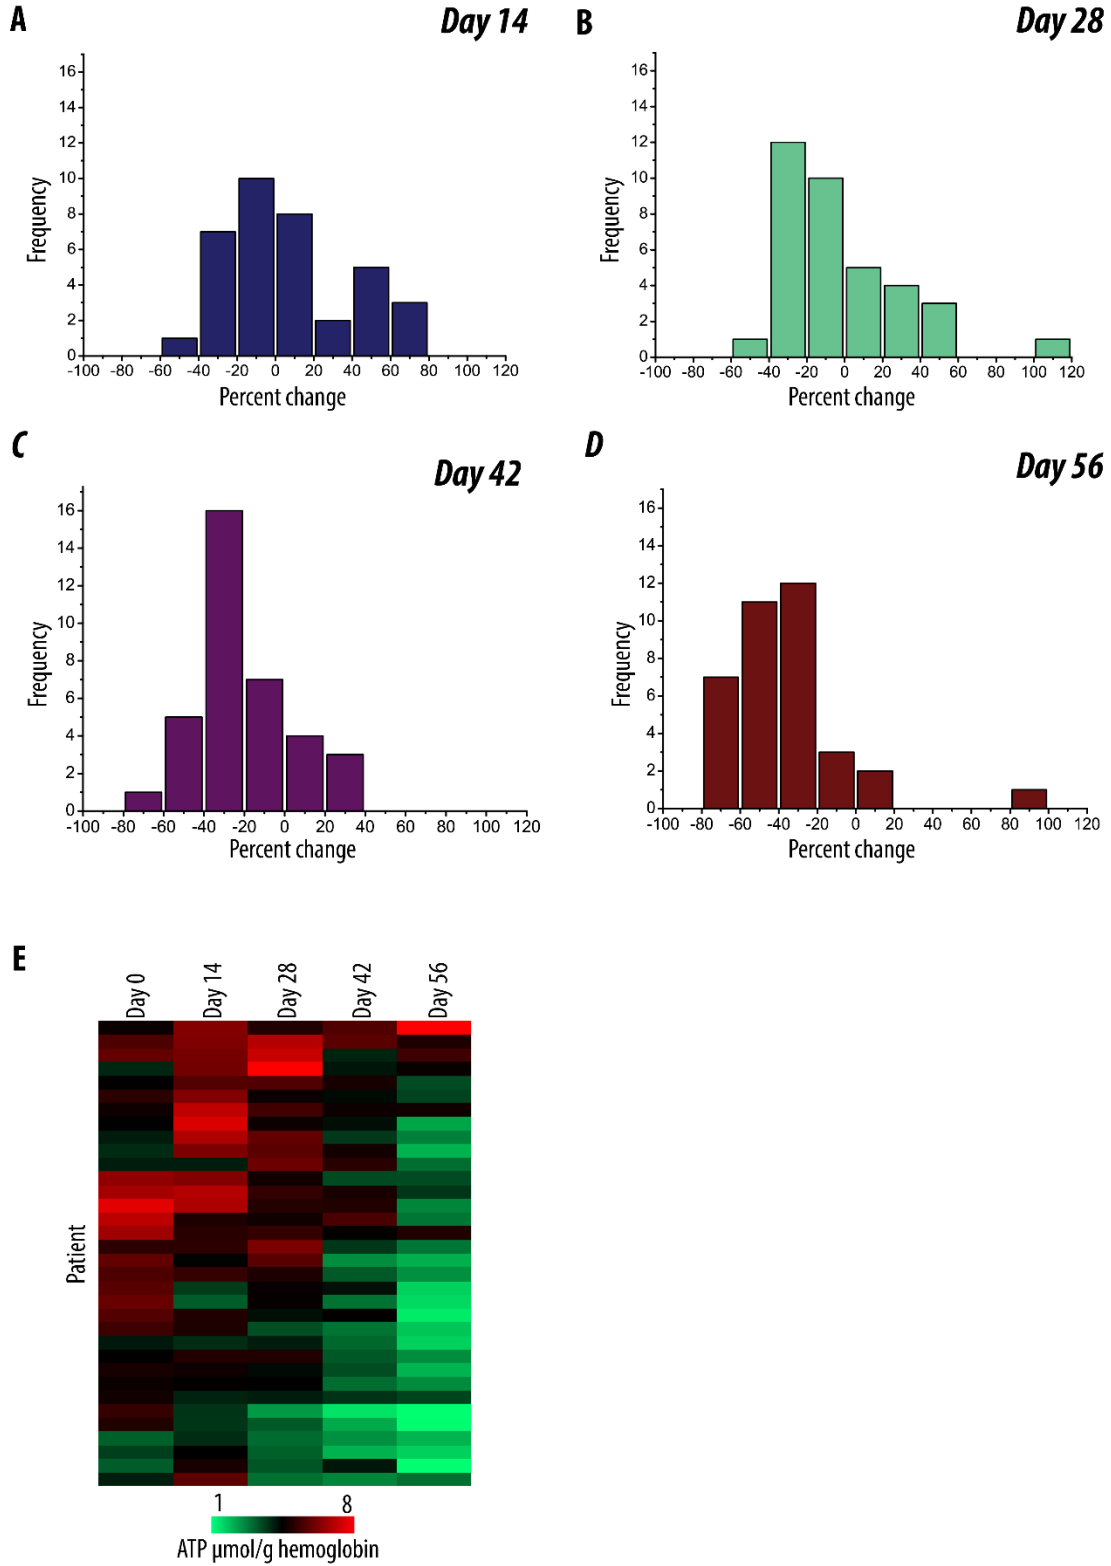 A
Day 14
16
14
12
10
8
6
4
2
0
Frequency
-100 -80 -60 -40 -20 0 20 40 60 80 100 120
Percent change
B
Day 28
16
14
12
10
8
6
4
2
0
Frequency
-100 -80 -60 -40 -20 0 20 40 60 80 100 120
Percent change
C
Day 42
16
14
12
10
8
6
4
2
0
Frequency
-100 -80 -60 -40 -20 0 20 40 60 80 100 120
Percent change
D
Day 56
16
14
12
10
8
6
4
2
0
Frequency
-100 -80 -60 -40 -20 0 20 40 60 80 100 120
Percent change
E
Day 0 Day 14 Day 28 Day 42 Day 56
Patient
1 8
ATP μmol/g hemoglobin